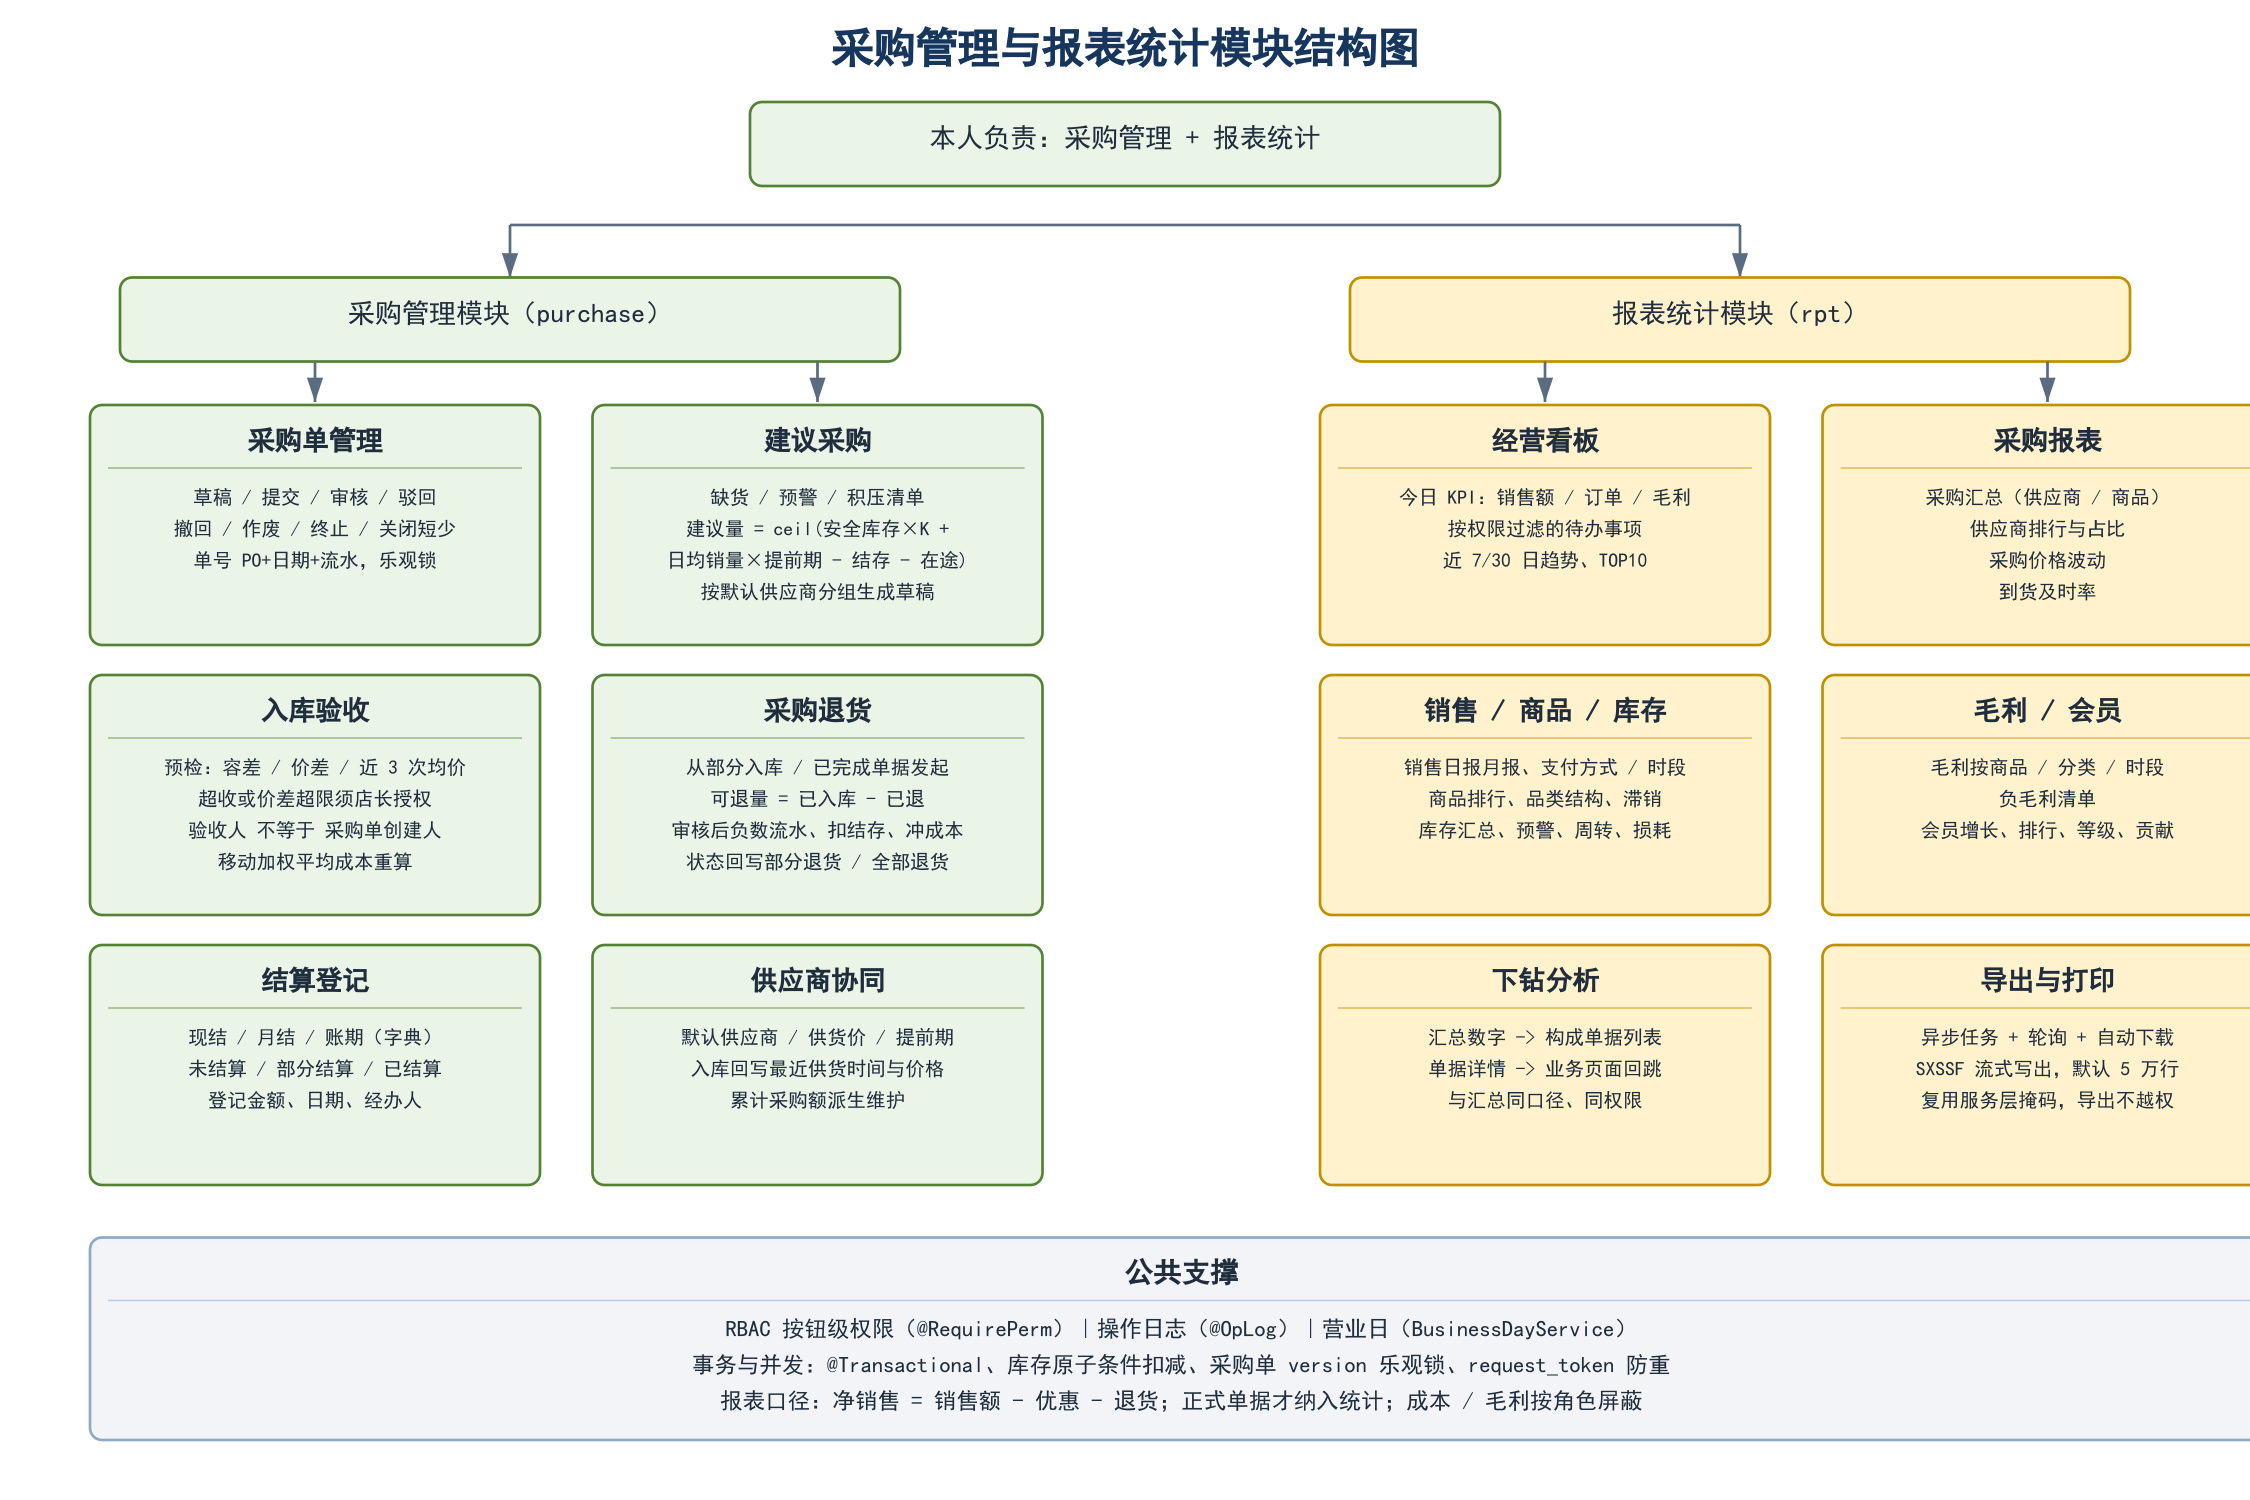 采购管理与报表统计模块结构图
本人负责：采购管理 + 报表统计
采购管理模块（purchase）
报表统计模块（rpt）
采购单管理
草稿 / 提交 / 审核 / 驳回
撤回 / 作废 / 终止 / 关闭短少
单号 PO+日期+流水，乐观锁
建议采购
缺货 / 预警 / 积压清单
建议量 = ceil(安全库存×K +
日均销量×提前期 − 结存 − 在途)
按默认供应商分组生成草稿
经营看板
今日 KPI：销售额 / 订单 / 毛利
按权限过滤的待办事项
近 7/30 日趋势、TOP10
采购报表
采购汇总（供应商 / 商品）
供应商排行与占比
采购价格波动
到货及时率
入库验收
预检：容差 / 价差 / 近 3 次均价
超收或价差超限须店长授权
验收人 不等于 采购单创建人
移动加权平均成本重算
采购退货
从部分入库 / 已完成单据发起
可退量 = 已入库 − 已退
审核后负数流水、扣结存、冲成本
状态回写部分退货 / 全部退货
销售 / 商品 / 库存
销售日报月报、支付方式 / 时段
商品排行、品类结构、滞销
库存汇总、预警、周转、损耗
毛利 / 会员
毛利按商品 / 分类 / 时段
负毛利清单
会员增长、排行、等级、贡献
结算登记
现结 / 月结 / 账期（字典）
未结算 / 部分结算 / 已结算
登记金额、日期、经办人
供应商协同
默认供应商 / 供货价 / 提前期
入库回写最近供货时间与价格
累计采购额派生维护
下钻分析
汇总数字 -> 构成单据列表
单据详情 -> 业务页面回跳
与汇总同口径、同权限
导出与打印
异步任务 + 轮询 + 自动下载
SXSSF 流式写出，默认 5 万行
复用服务层掩码，导出不越权
公共支撑
RBAC 按钮级权限（@RequirePerm）｜操作日志（@OpLog）｜营业日（BusinessDayService）
事务与并发：@Transactional、库存原子条件扣减、采购单 version 乐观锁、request_token 防重
报表口径：净销售 = 销售额 − 优惠 − 退货；正式单据才纳入统计；成本 / 毛利按角色屏蔽